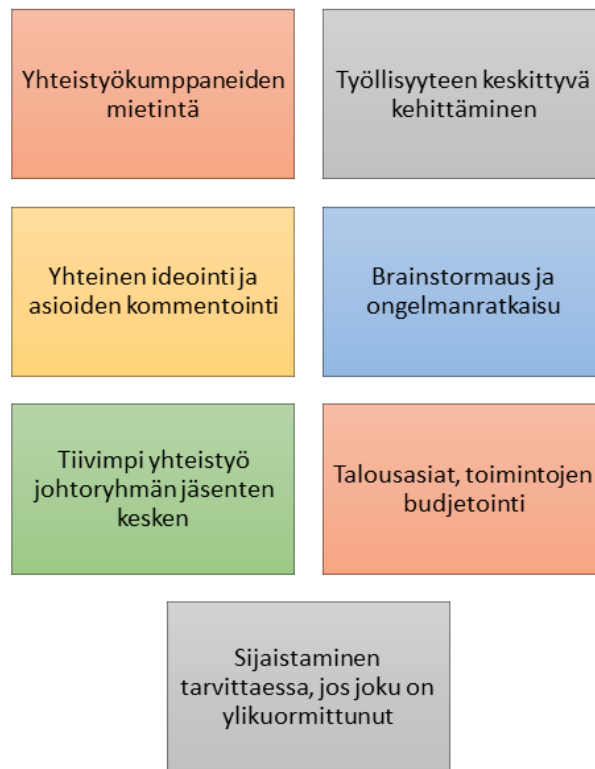 Yhteistyökumppaneiden
mietintä
Työllisyyteen keskittyvä
kehittäminen
Yhteinen ideointi ja
asioiden kommentointi
Brainstormaus ja
ongelmanratkaisu
Tiivimpi yhteistyö
johtoryhmän jäsenten
kesken
Talousasiat, toimintojen
budjetointi
Sijaistaminen
tarvittaessa, jos joku on
ylikuormittunut